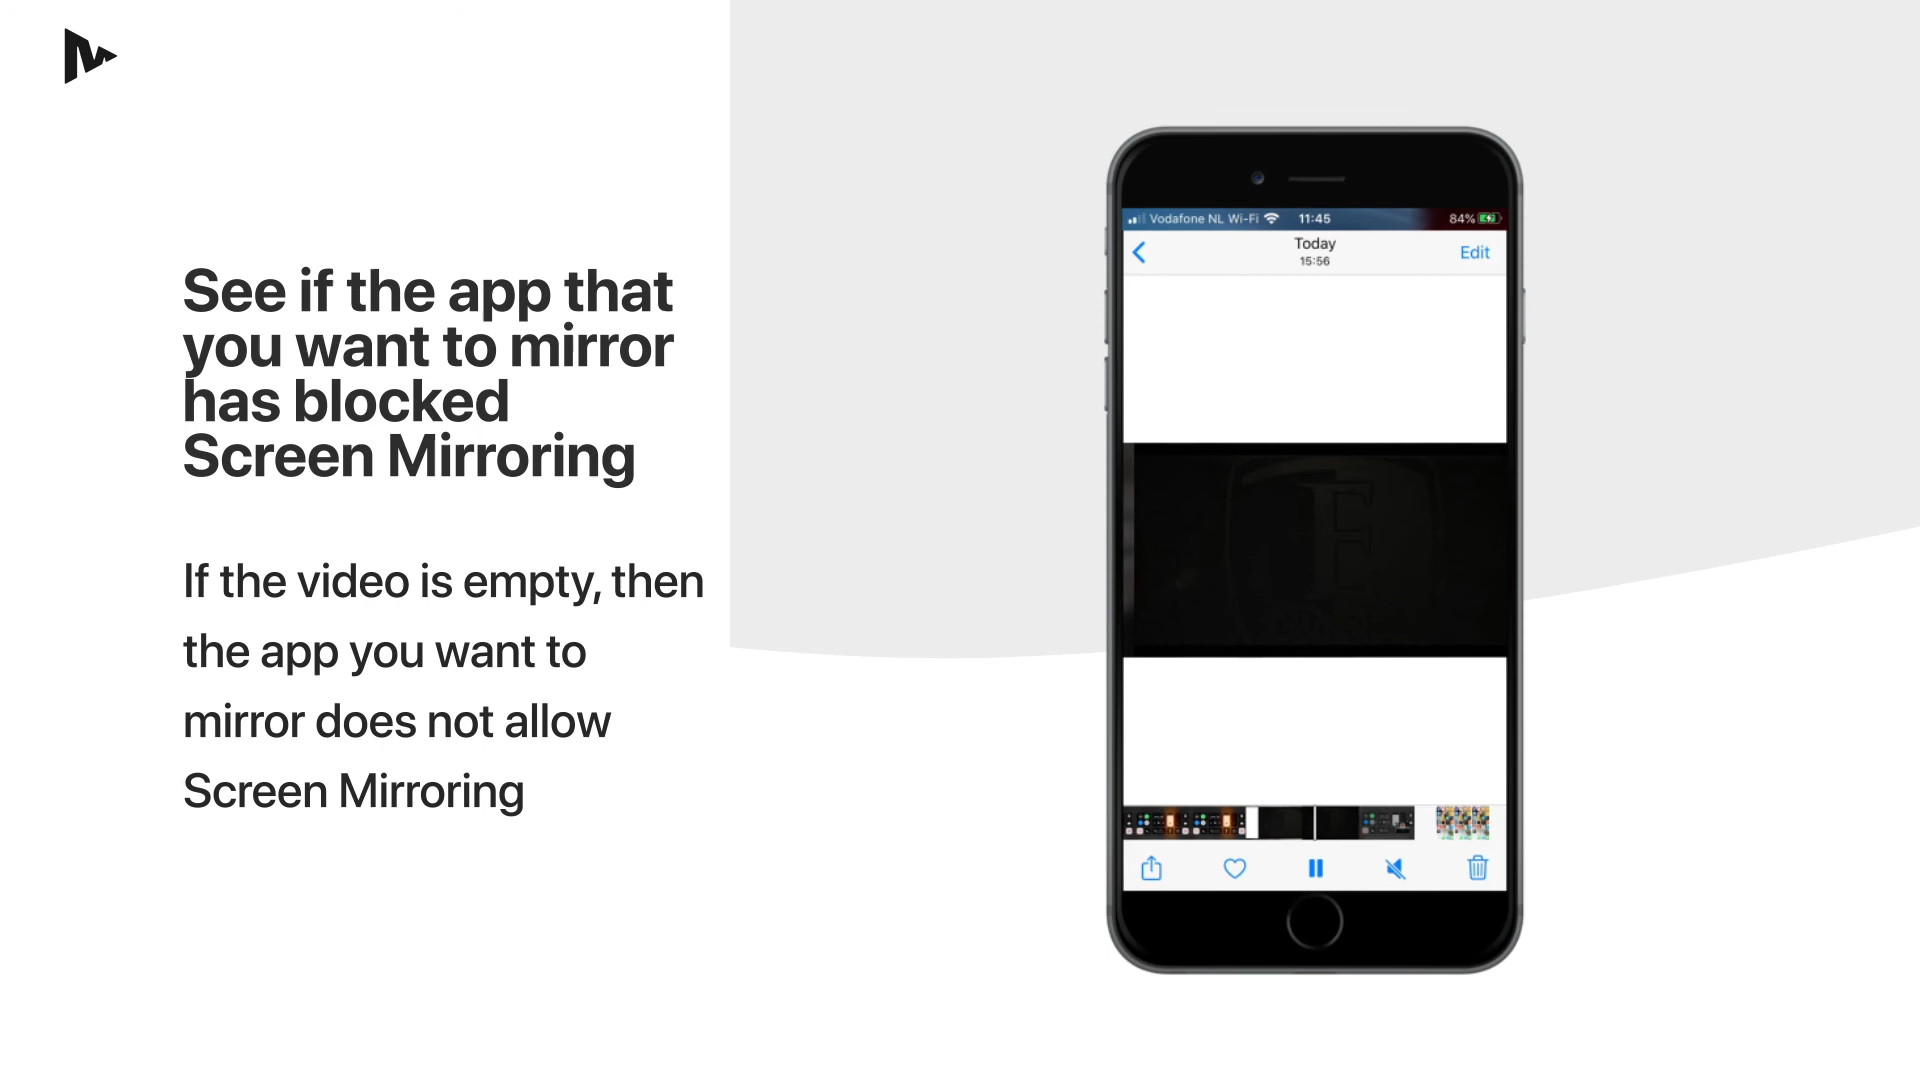 See if the app that
you want to mirror
has blocked
Screen Mirroring
If the video is empty, then
the app you want to
mirror does not allow
Screen Mirroring
Vodafone NL Wi-Fi 11:45 84%
Today
15:56
Edit
F